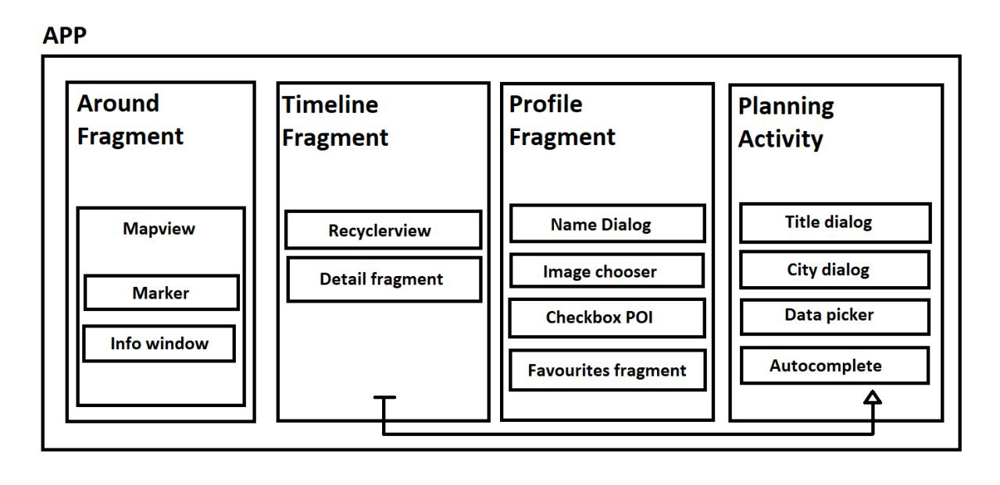 APP
Around
Fragment
Mapview
Marker
Info window
Timeline
Fragment
Recyclerview
Detail fragment
Profile
Fragment
Name Dialog
Image chooser
Checkbox POI
Favourites fragment
Planning
Activity
Title dialog
City dialog
Data picker
Autocomplete